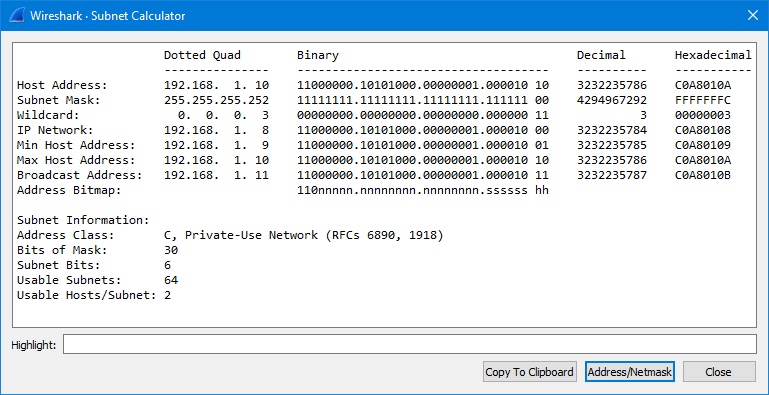 Wireshark · Subnet Calculator
                    Dotted Quad        Binary                                Decimal       Hexadecimal
                    ---------------    -----------------------------------   ----------    -----------
Host Address:       192.168.  1. 10    11000000.10101000.00000001.000010 10  3232235786    C0A8010A
Subnet Mask:        255.255.255.252    11111111.11111111.11111111.111111 00  4294967292    FFFFFFFC
Wildcard:             0.  0.  0.  3    00000000.00000000.00000000.000000 11           3    00000003
IP Network:         192.168.  1.  8    11000000.10101000.00000001.000010 00  3232235784    C0A80108
Min Host Address:   192.168.  1.  9    11000000.10101000.00000001.000010 01  3232235785    C0A80109
Max Host Address:   192.168.  1. 10    11000000.10101000.00000001.000010 10  3232235786    C0A8010A
Broadcast Address:  192.168.  1. 11    11000000.10101000.00000001.000010 11  3232235787    C0A8010B
Address Bitmap:                        110nnnnn.nnnnnnnn.nnnnnnnn.ssssss hh
Subnet Information:
Address Class:      C, Private-Use Network (RFCs 6890, 1918)
Bits of Mask:       30
Subnet Bits:        6
Usable Subnets:     64
Usable Hosts/Subnet: 2
Highlight:
Copy To Clipboard Address/Netmask Close